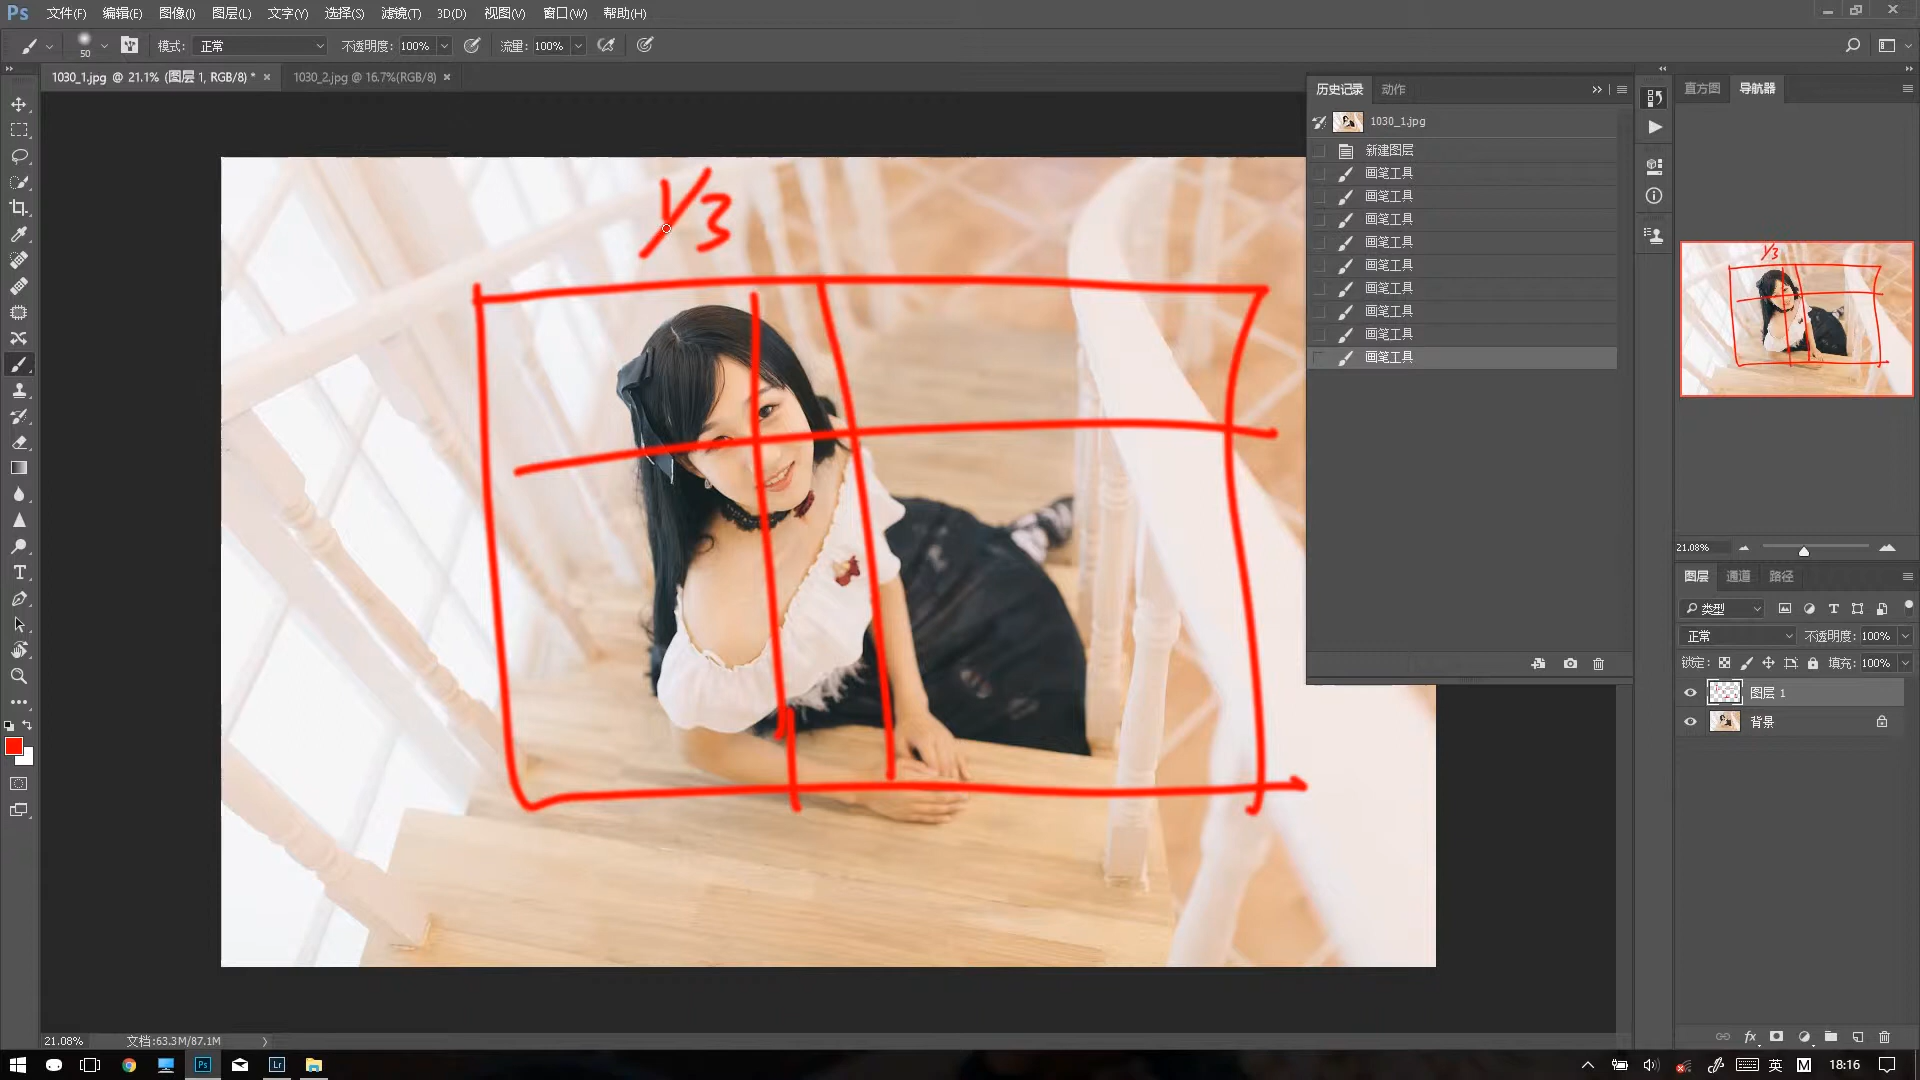 Ps 文件(F) 编辑(E) 图像(I) 图层(L) 文字(Y) 选择(S) 滤镜(T) 3D(D) 视图(V) 窗口(W) 帮助(H)
50 模式: 正常 不透明度: 100% 流量: 100%
1030_1.jpg @ 21.1% (图层 1, RGB/8) * × 1030_2.jpg @ 16.7%(RGB/8) ×
历史记录 动作
1030_1.jpg
新建图层
画笔工具
画笔工具
画笔工具
画笔工具
画笔工具
画笔工具
画笔工具
画笔工具
画笔工具
1/3
直方图 导航器
1/3
21.08%
图层 通道 路径
类型
正常 不透明度: 100%
锁定: 填充: 100%
图层 1
背景
fx
21.08% 文档:63.3M/87.1M
Ps Lr 英 M 18:16